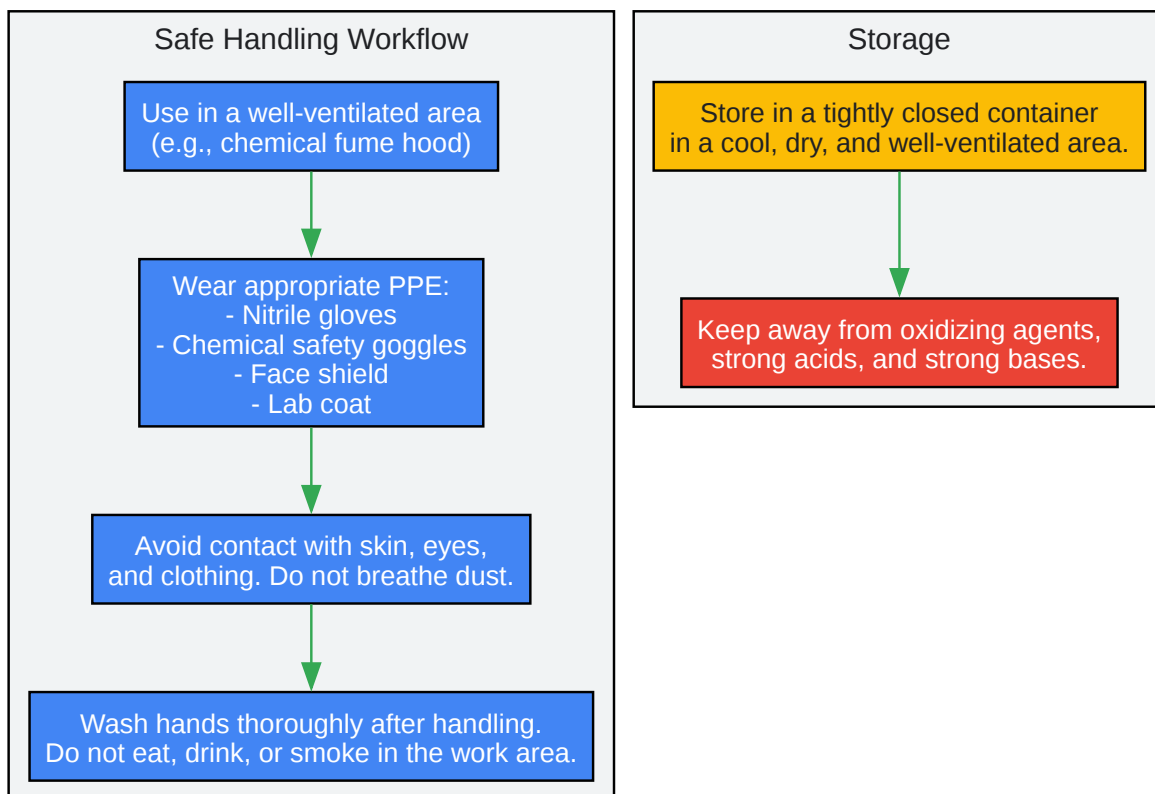 Safe Handling Workflow
Use in a well-ventilated area
(e.g., chemical fume hood)
Wear appropriate PPE:
- Nitrile gloves
- Chemical safety goggles
- Face shield
- Lab coat
Avoid contact with skin, eyes,
and clothing. Do not breathe dust.
Wash hands thoroughly after handling.
Do not eat, drink, or smoke in the work area.
Storage
Store in a tightly closed container
in a cool, dry, and well-ventilated area.
Keep away from oxidizing agents,
strong acids, and strong bases.